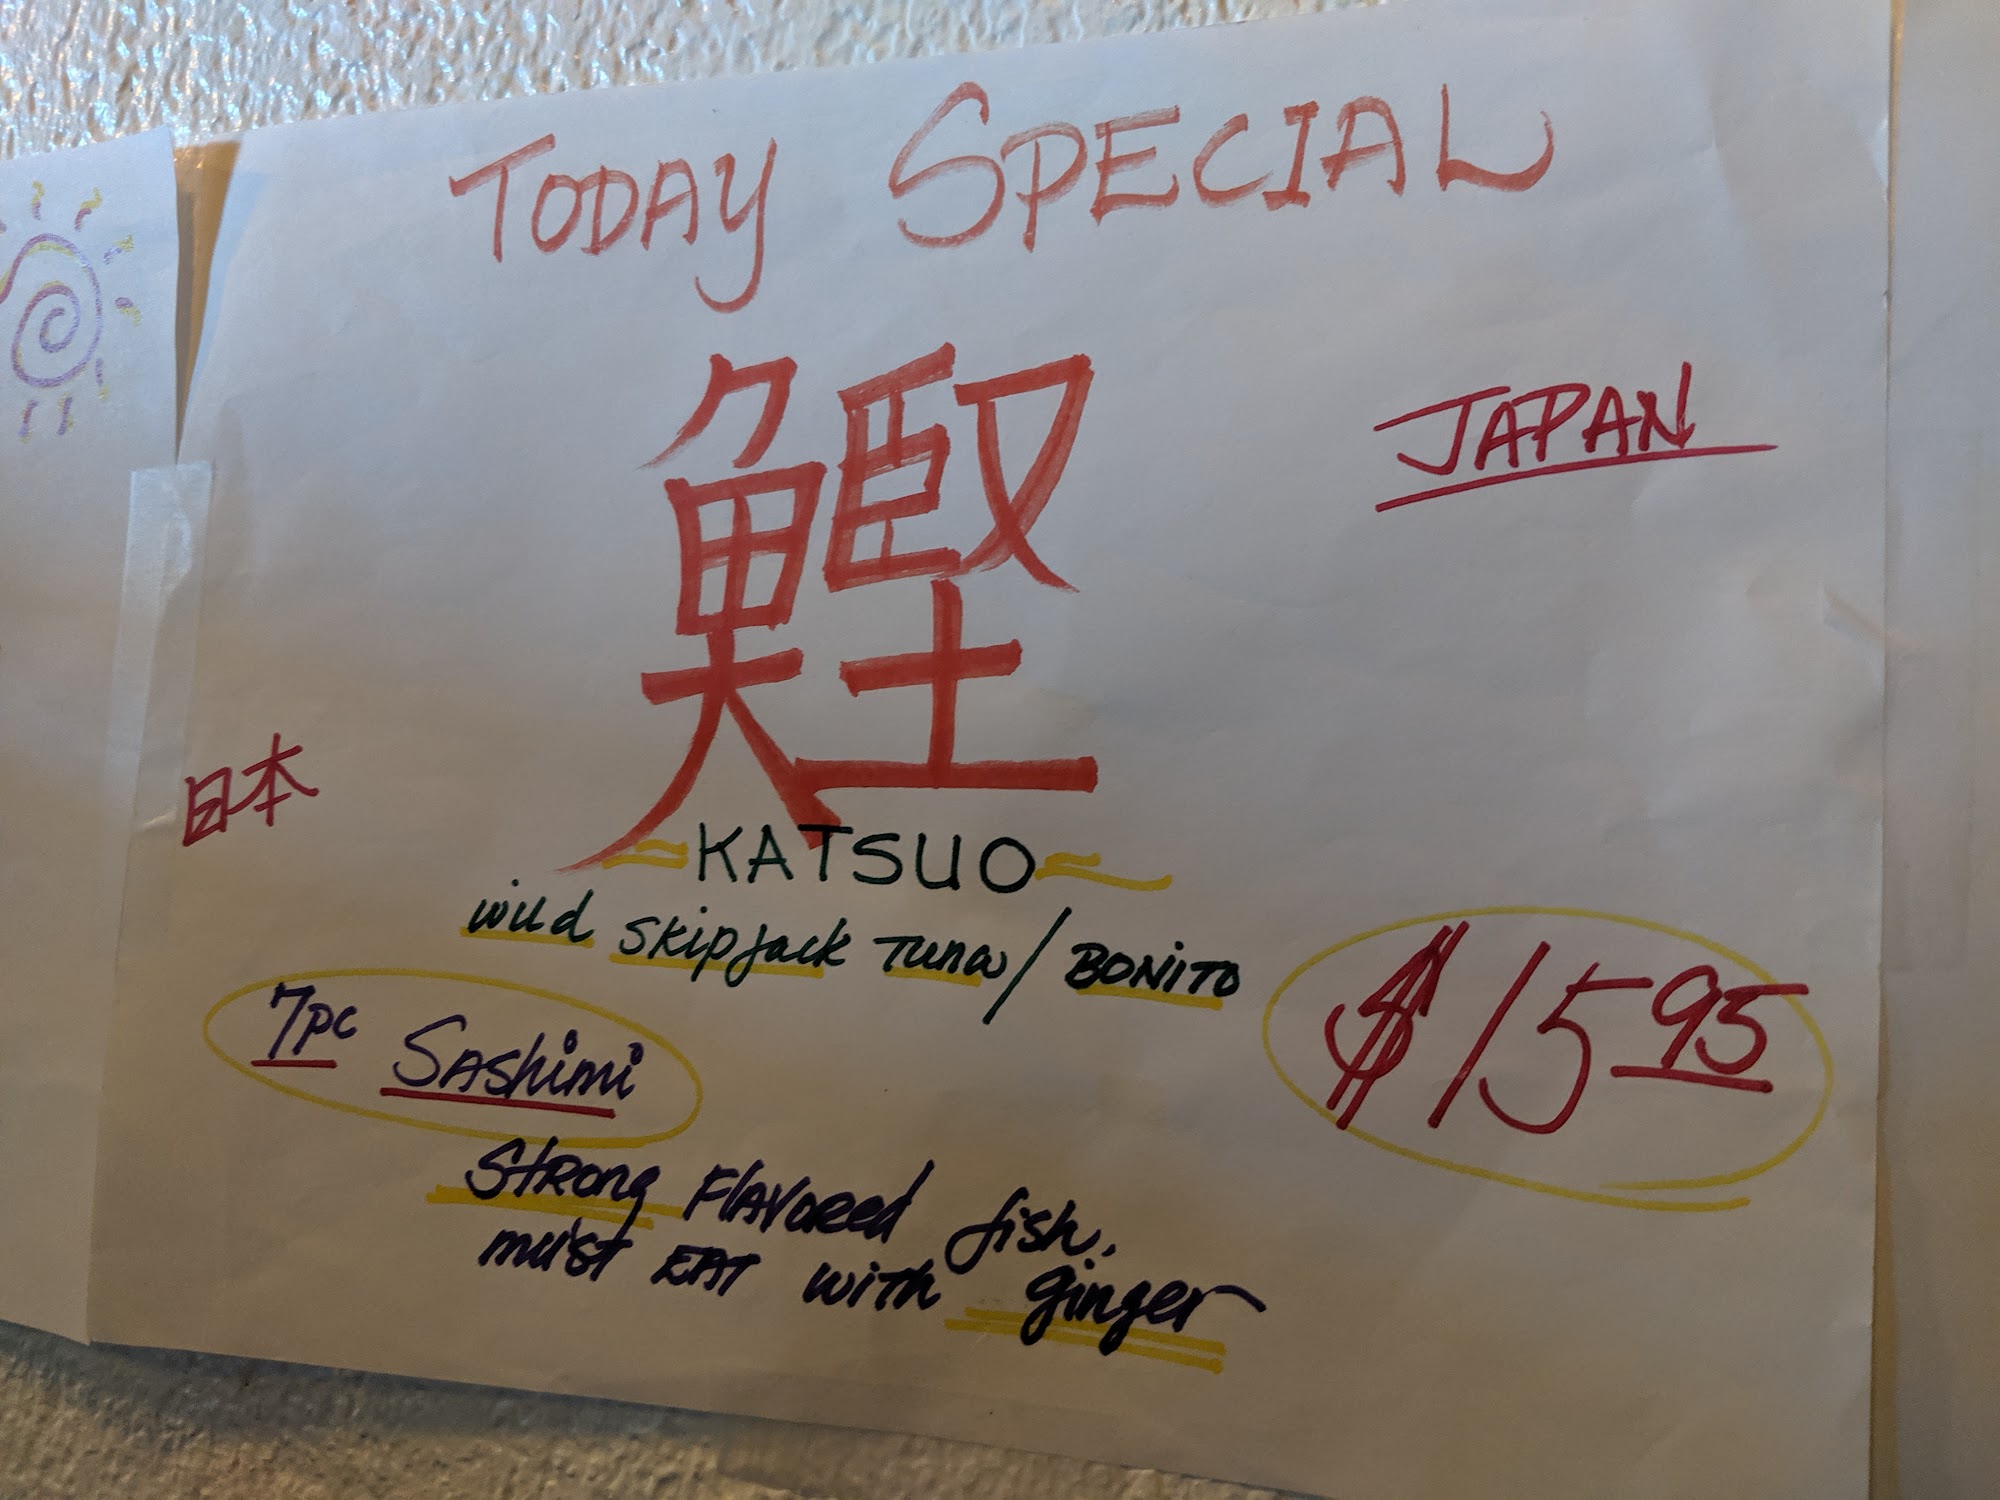 TODAY SPECIAL
鰹
JAPAN
日本
KATSUO
wild skipjack Tuna / BONITO
7pc Sashimi
$15.95
Strong Flavored fish,
must EAT with ginger